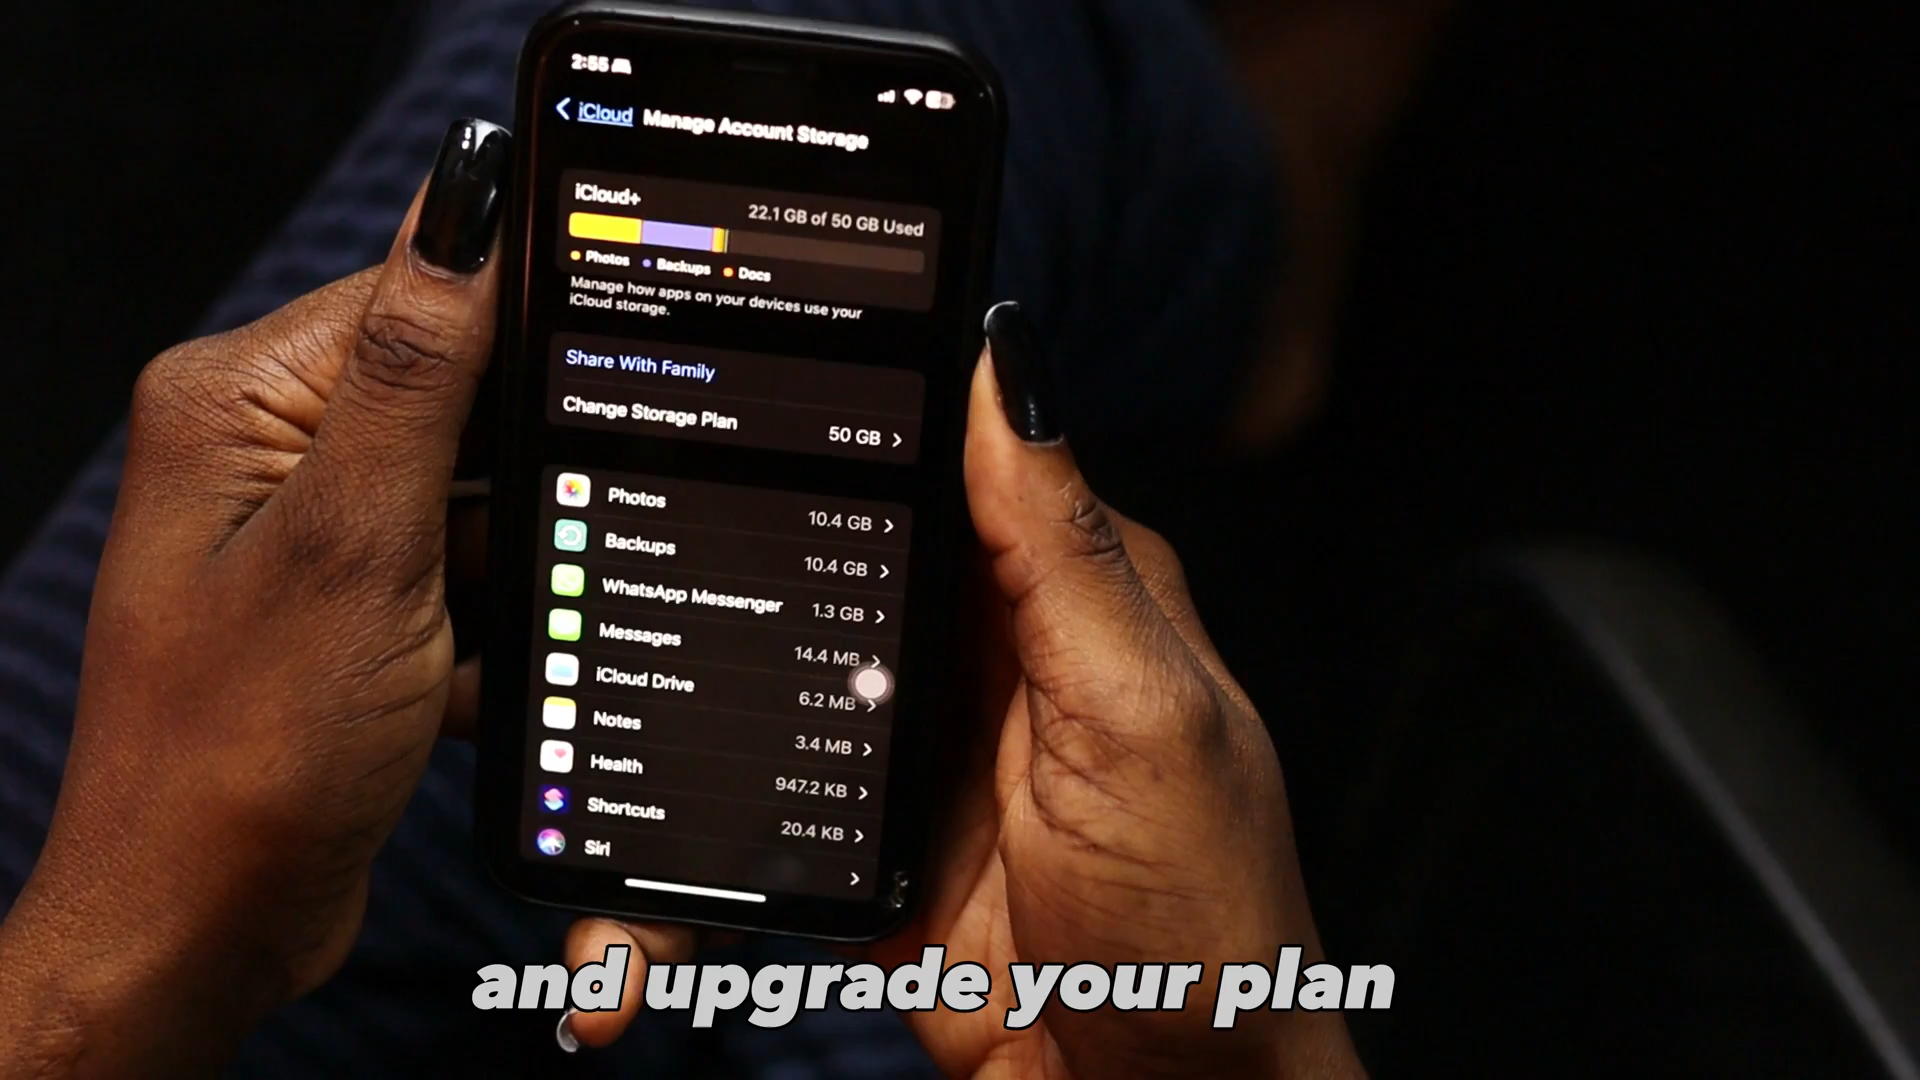 2:55
iCloud Manage Account Storage
iCloud+
22.1 GB of 50 GB Used
Photos Backups Docs
Manage how apps on your devices use your
iCloud storage.
Share With Family
Change Storage Plan 50 GB
Photos 10.4 GB
Backups 10.4 GB
WhatsApp Messenger 1.3 GB
Messages 14.4 MB
iCloud Drive 6.2 MB
Notes 3.4 MB
Health 947.2 KB
Shortcuts 20.4 KB
Siri
and upgrade your plan